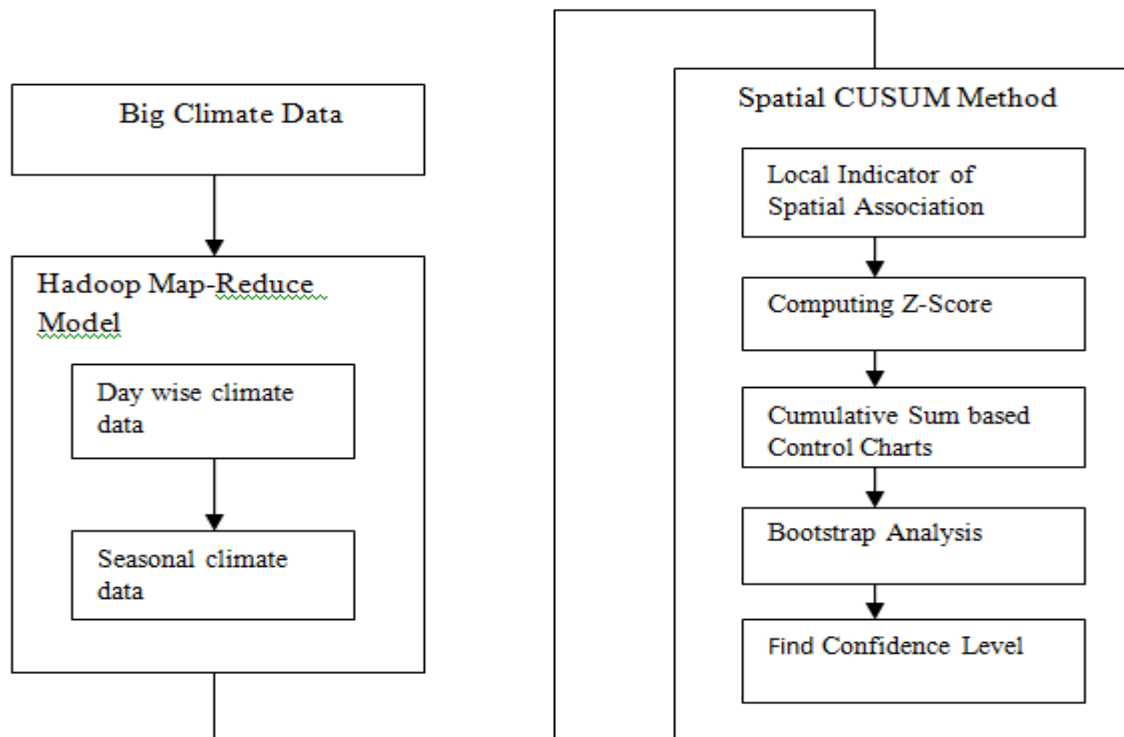 Big Climate Data
Hadoop Map-Reduce
Model
Day wise climate
data
Seasonal climate
data
Spatial CUSUM Method
Local Indicator of
Spatial Association
Computing Z-Score
Cumulative Sum based
Control Charts
Bootstrap Analysis
Find Confidence Level